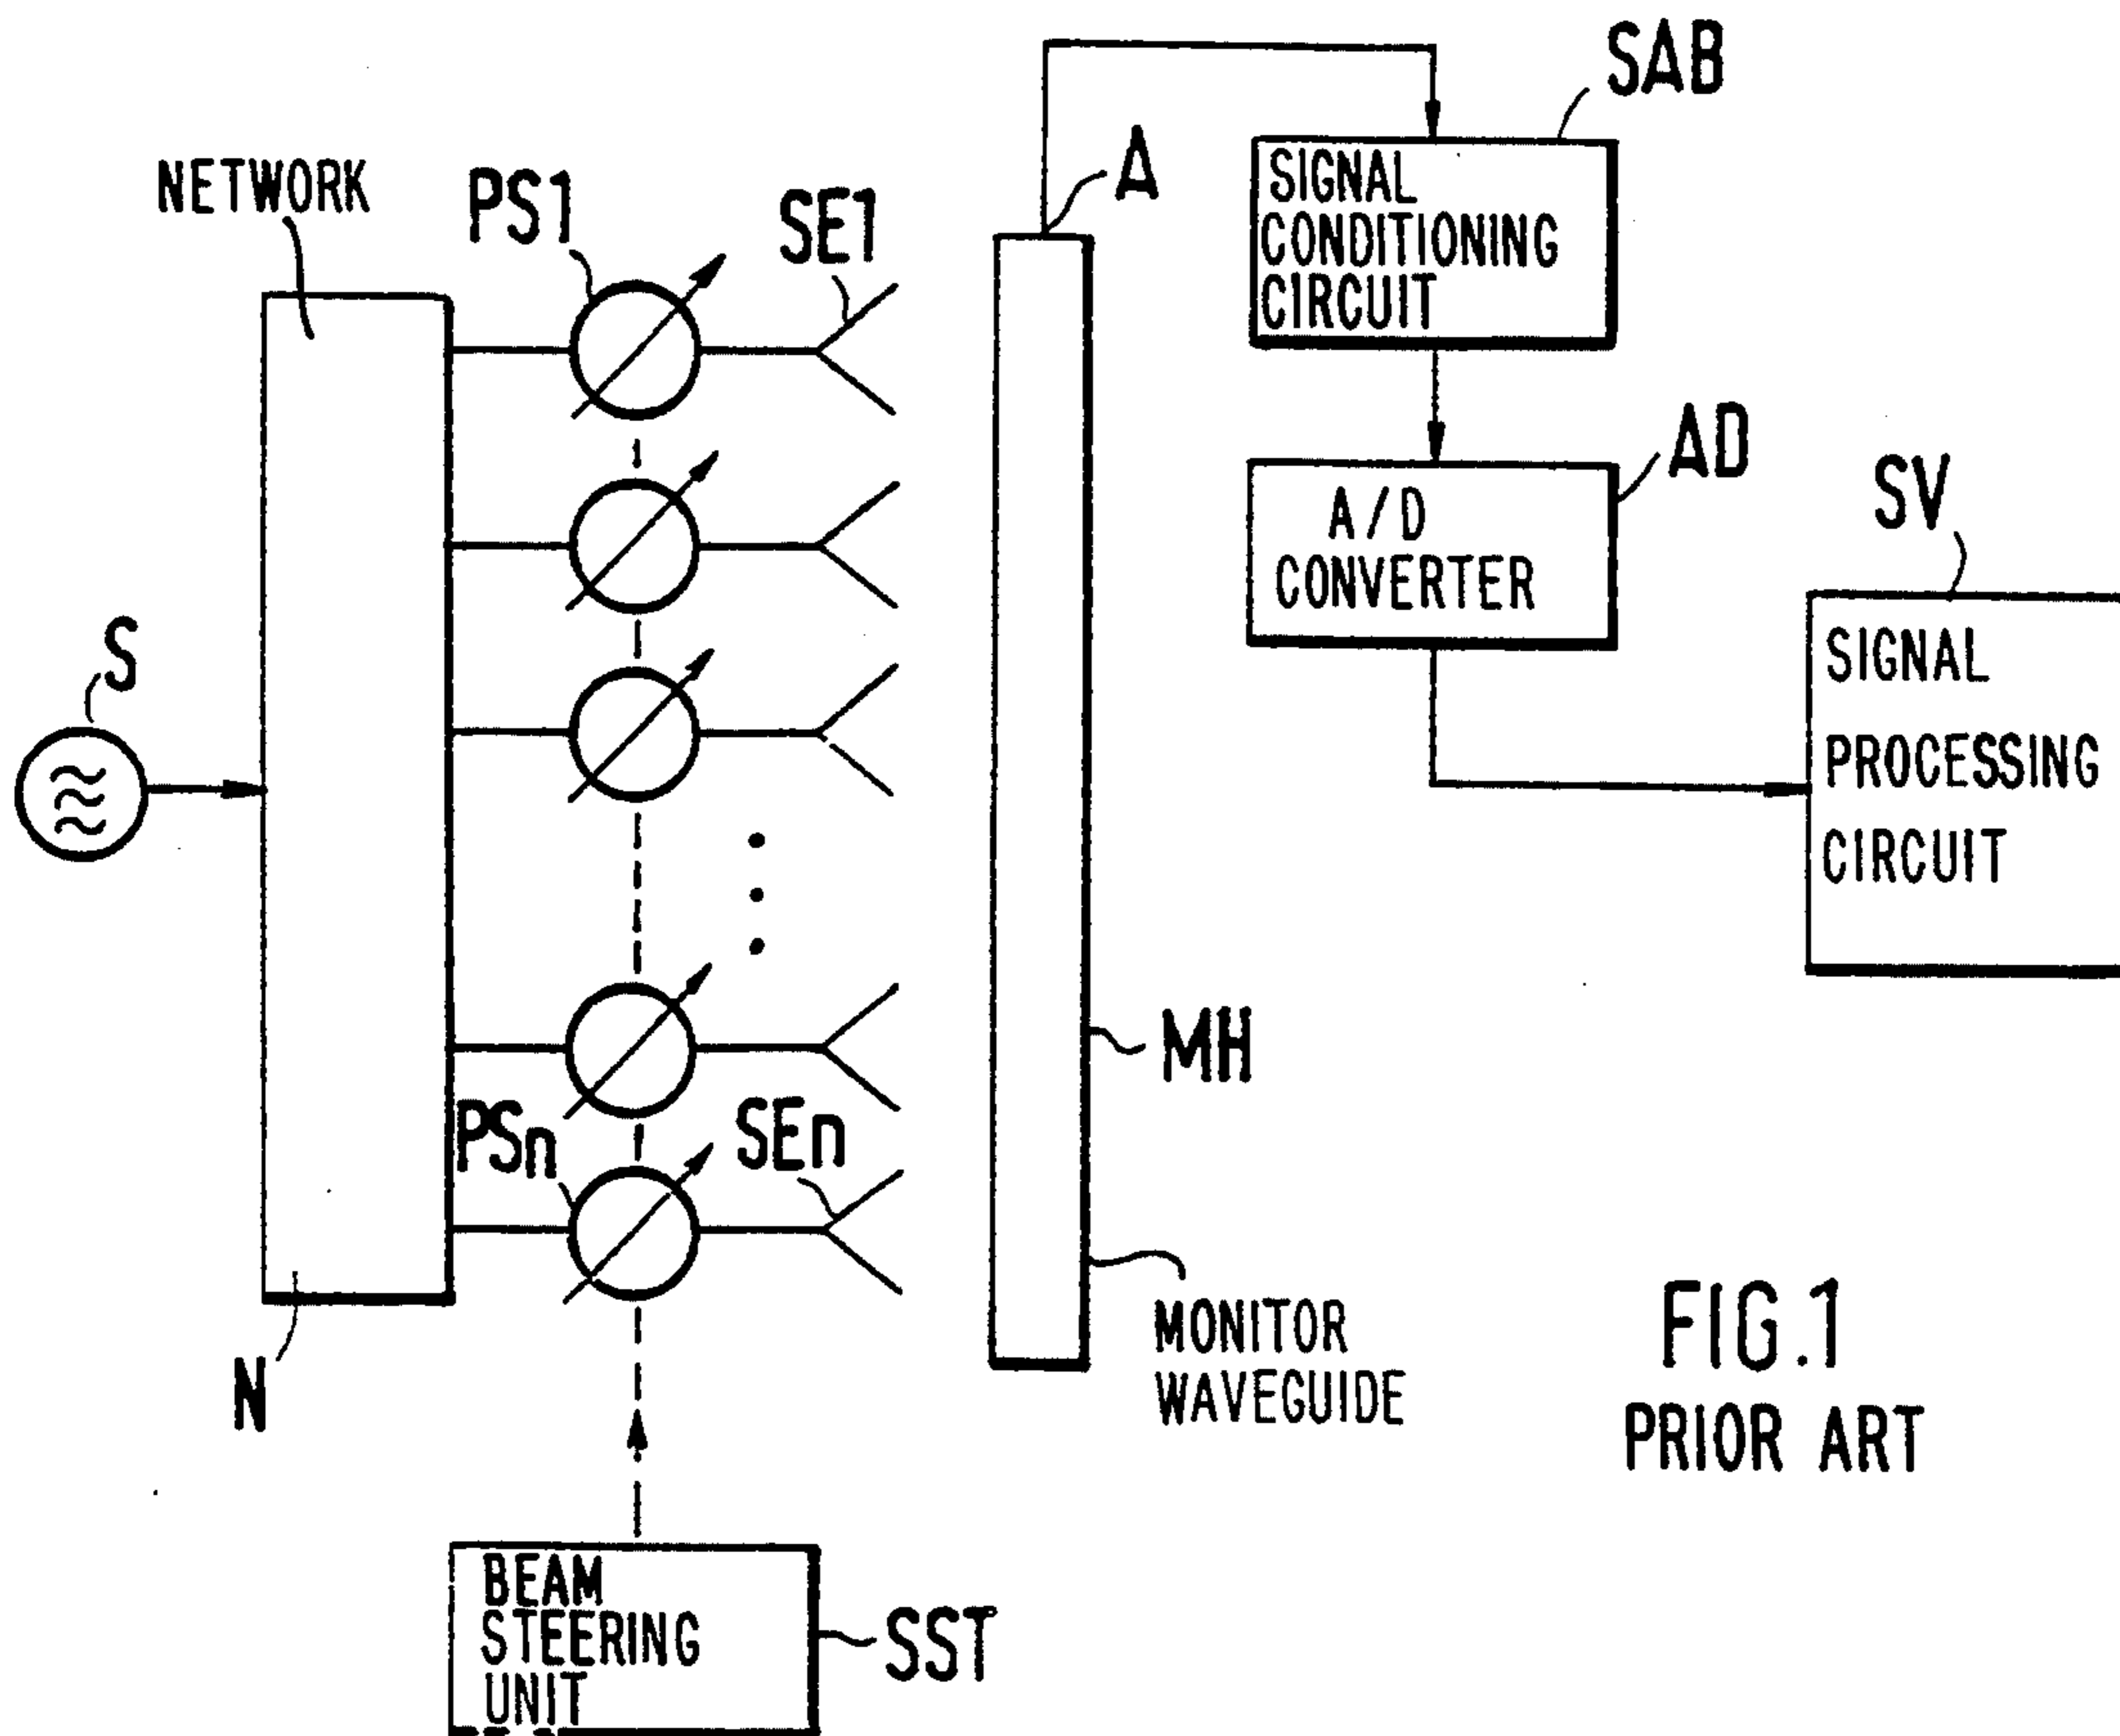 SAB
NETWORK
PS1
SE1
A
SIGNAL
CONDITIONING
CIRCUIT
AD
A/D
CONVERTER
SV
S
SIGNAL
PROCESSING
CIRCUIT
MH
PSn
SEn
MONITOR
WAVEGUIDE
N
FIG.1
PRIOR ART
BEAM
STEERING
UNIT
SST